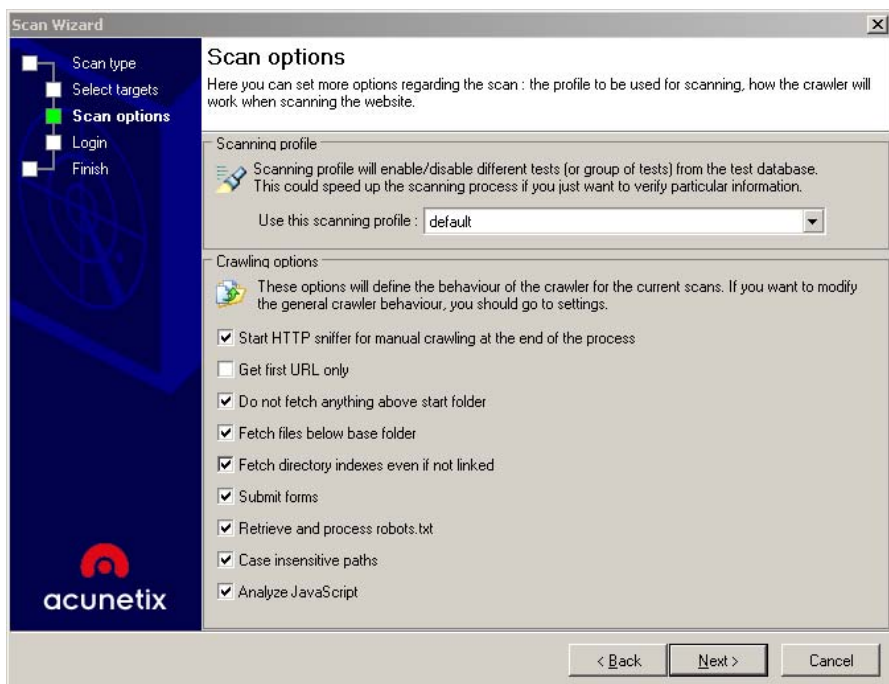 Scan Wizard
Scan type
Select targets
Scan options
Login
Finish
acunetix
Scan options
Here you can set more options regarding the scan : the profile to be used for scanning, how the crawler will
work when scanning the website.
Scanning profile
Scanning profile will enable/disable different tests (or group of tests) from the test database.
This could speed up the scanning process if you just want to verify particular information.
Use this scanning profile : default
Crawling options
These options will define the behaviour of the crawler for the current scans. If you want to modify
the general crawler behaviour, you should go to settings.
Start HTTP sniffer for manual crawling at the end of the process
Get first URL only
Do not fetch anything above start folder
Fetch files below base folder
Fetch directory indexes even if not linked
Submit forms
Retrieve and process robots.txt
Case insensitive paths
Analyze JavaScript
< Back
Next >
Cancel